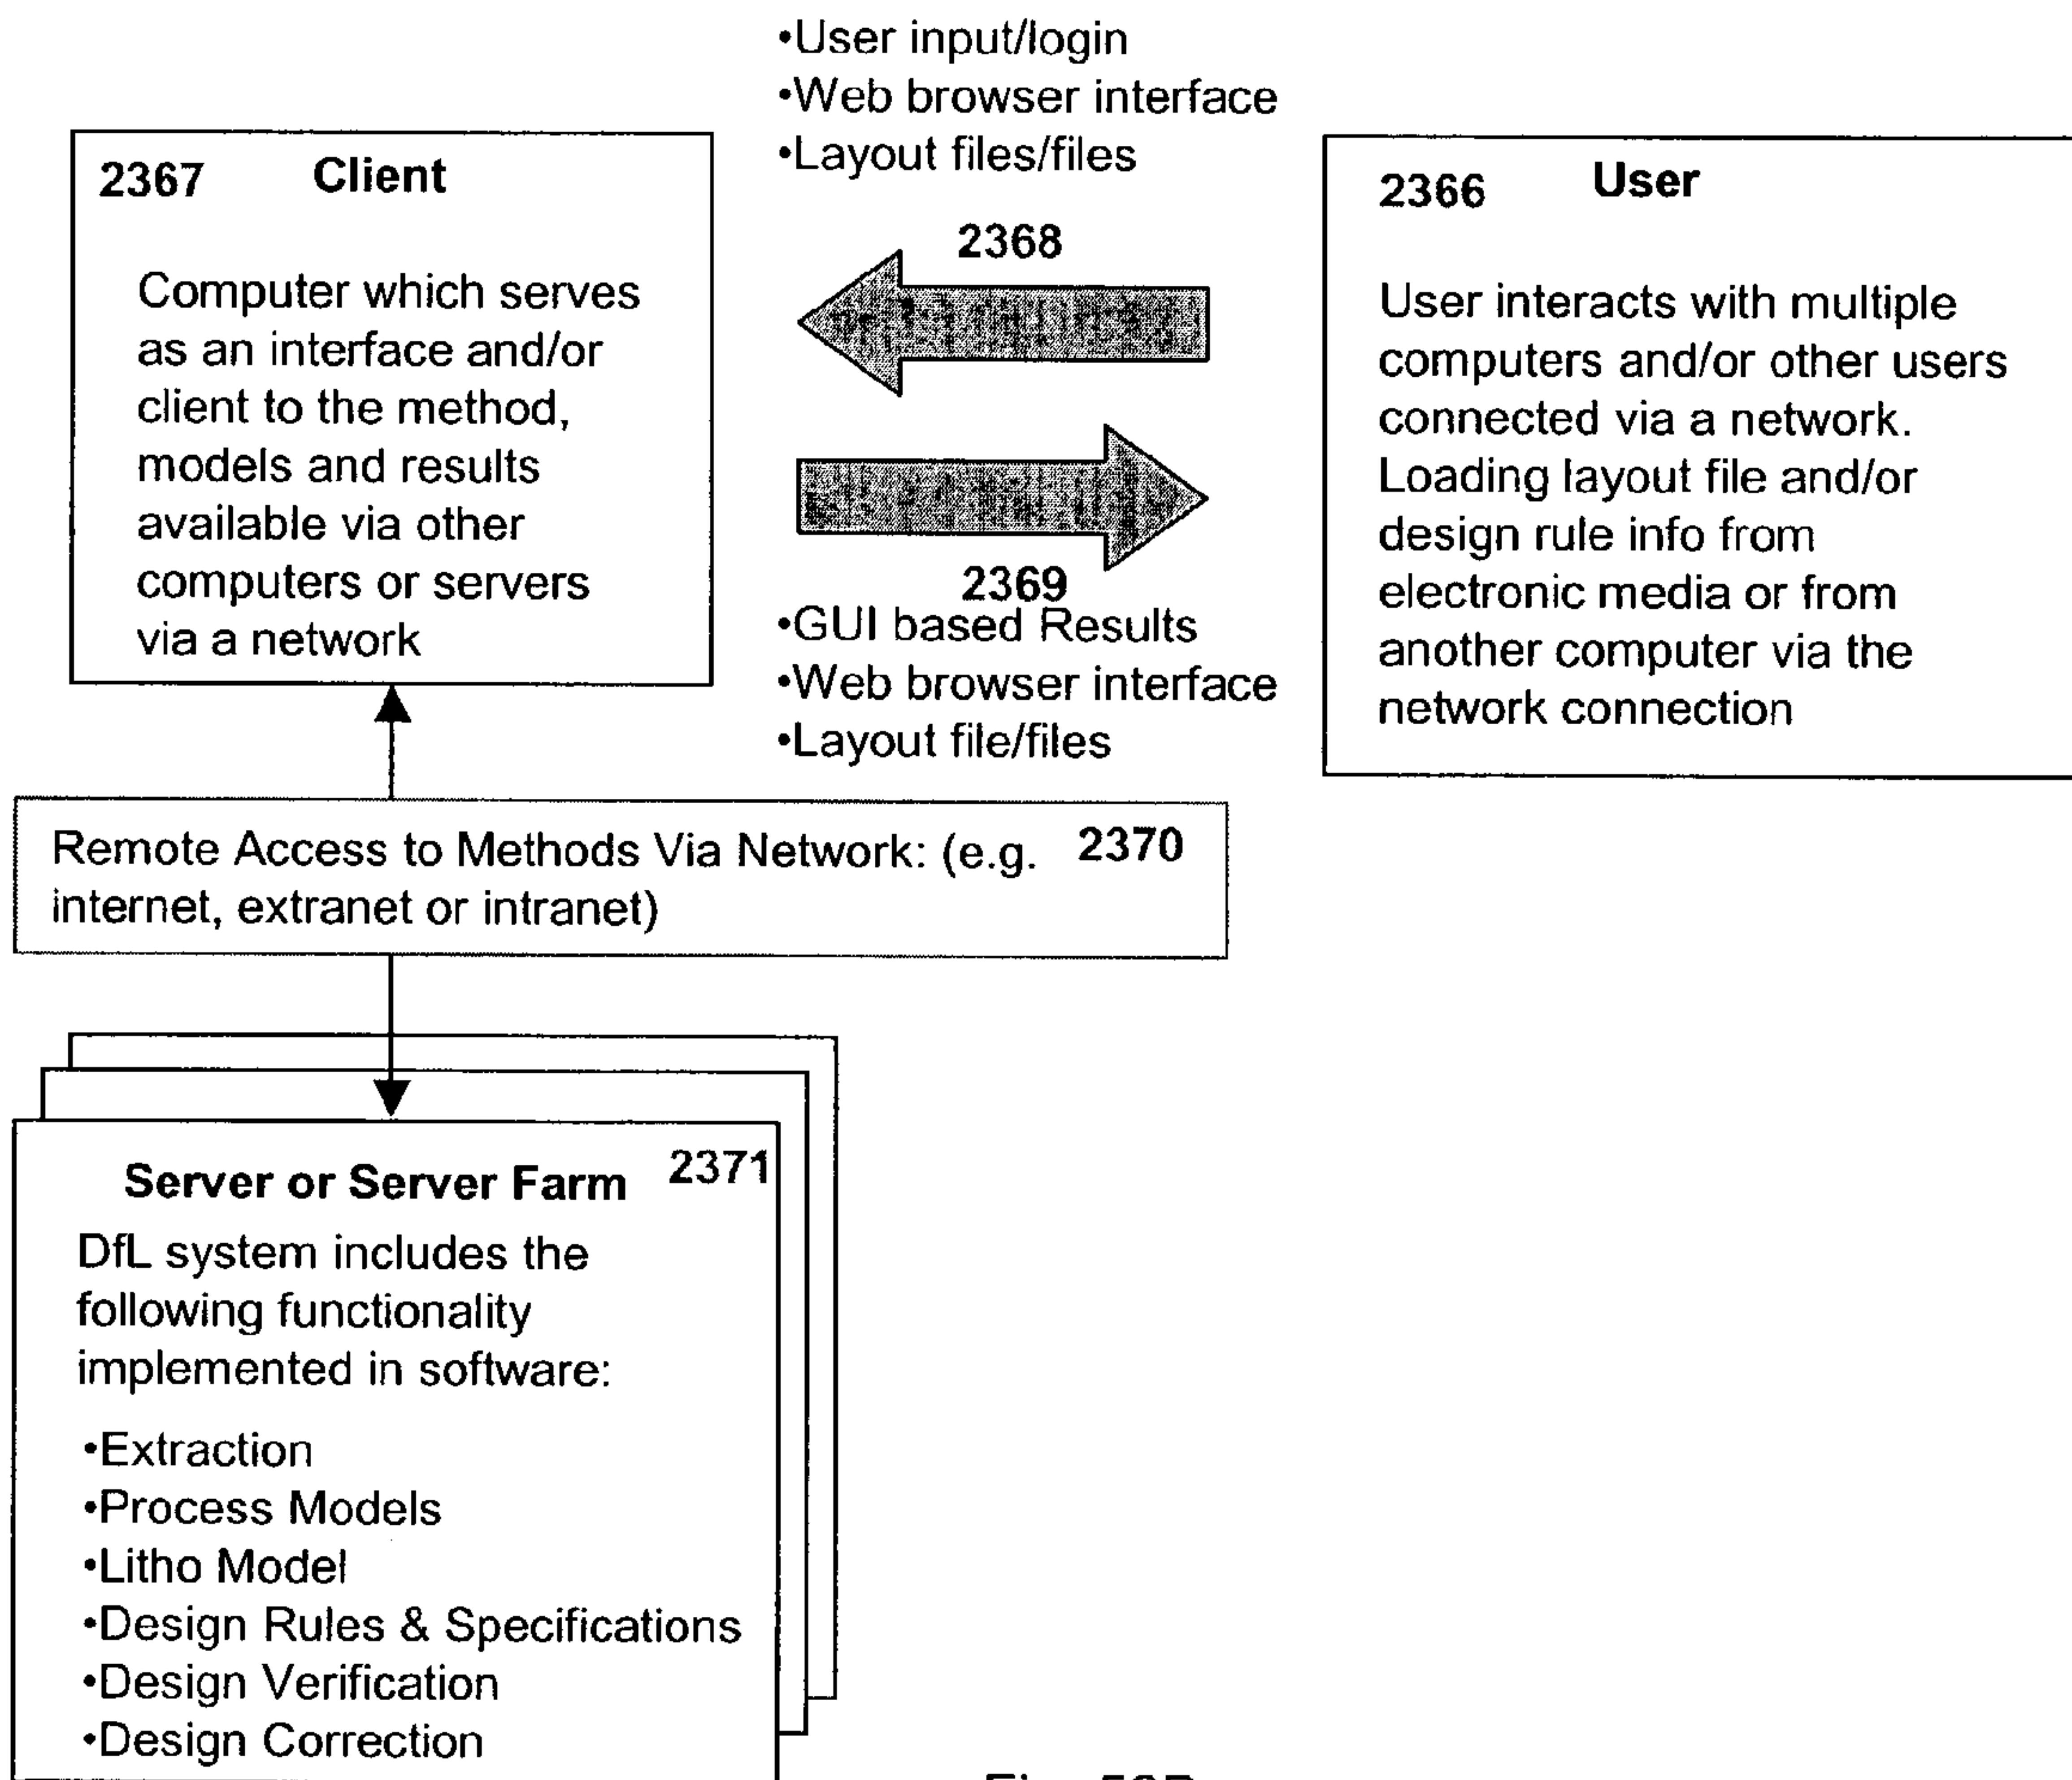 •User input/login
•Web browser interface
•Layout files/files
2367 Client
Computer which serves
as an interface and/or
client to the method,
models and results
available via other
computers or servers
via a network
2368
2369
•GUI based Results
•Web browser interface
•Layout file/files
2366 User
User interacts with multiple
computers and/or other users
connected via a network.
Loading layout file and/or
design rule info from
electronic media or from
another computer via the
network connection
Remote Access to Methods Via Network: (e.g. 2370
internet, extranet or intranet)
Server or Server Farm 2371
DfL system includes the
following functionality
implemented in software:
•Extraction
•Process Models
•Litho Model
•Design Rules & Specifications
•Design Verification
•Design Correction